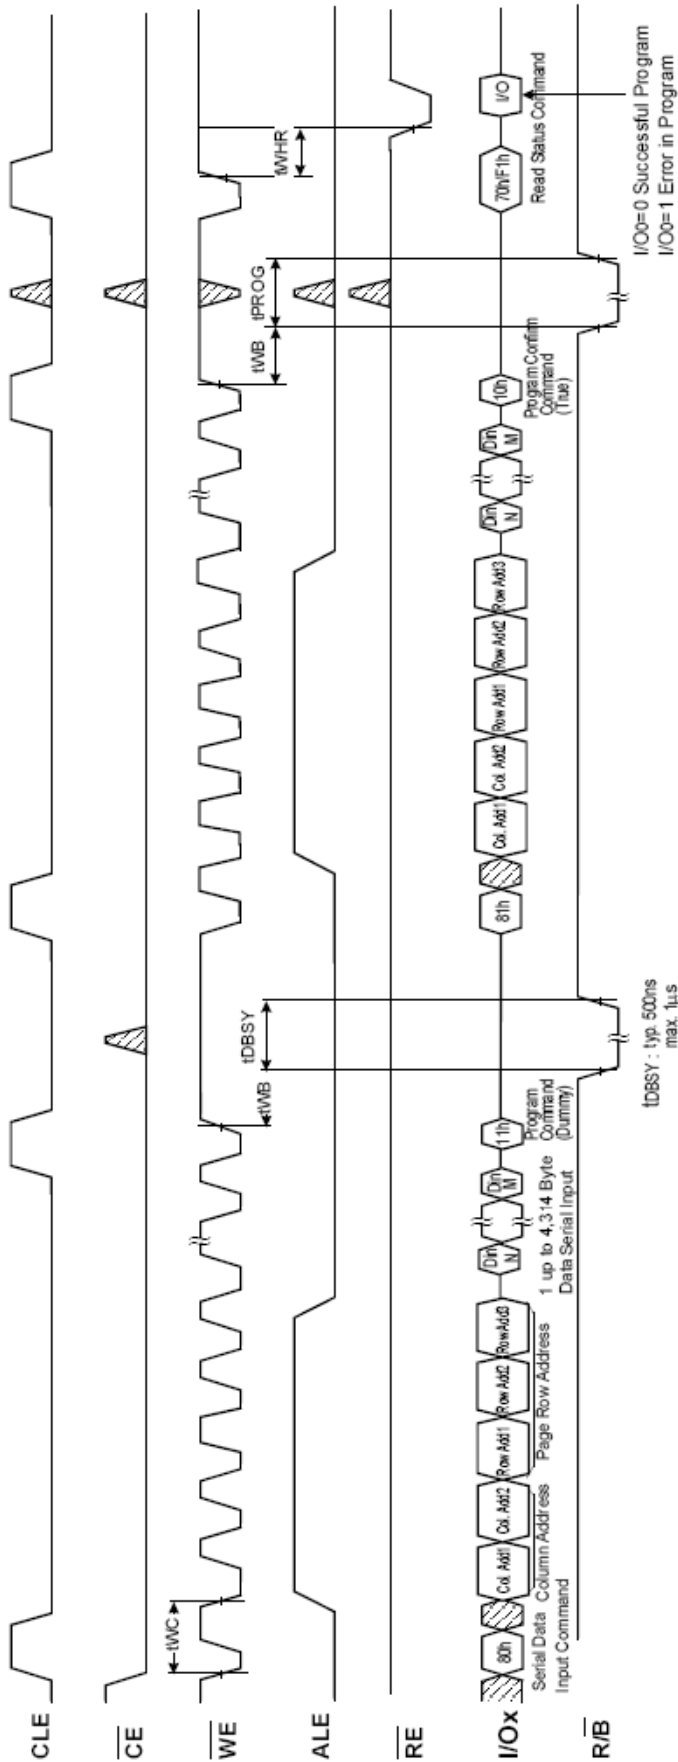 CLE
CE
WE
tWC
tWB
tDBSY
tWB
tPROG
tWHR
ALE
RE
I/Ox
80h
Col. Add1
Col. Add2
Row Add1
Row Add2
Row Add3
Din
N
Din
M
11h
81h
Col. Add1
Col. Add2
Row Add1
Row Add2
Row Add3
Din
N
Din
M
10h
70h/F1h
I/O
Serial Data
Input Command
Column Address
Page Row Address
1 up to 4,314 Byte
Data Serial Input
Program
Command
(Dummy)
Program Confirm
Command
(True)
Read Status Command
R/B
tDBSY : typ. 500ns
max. 1µs
I/O0=0 Successful Program
I/O0=1 Error in Program